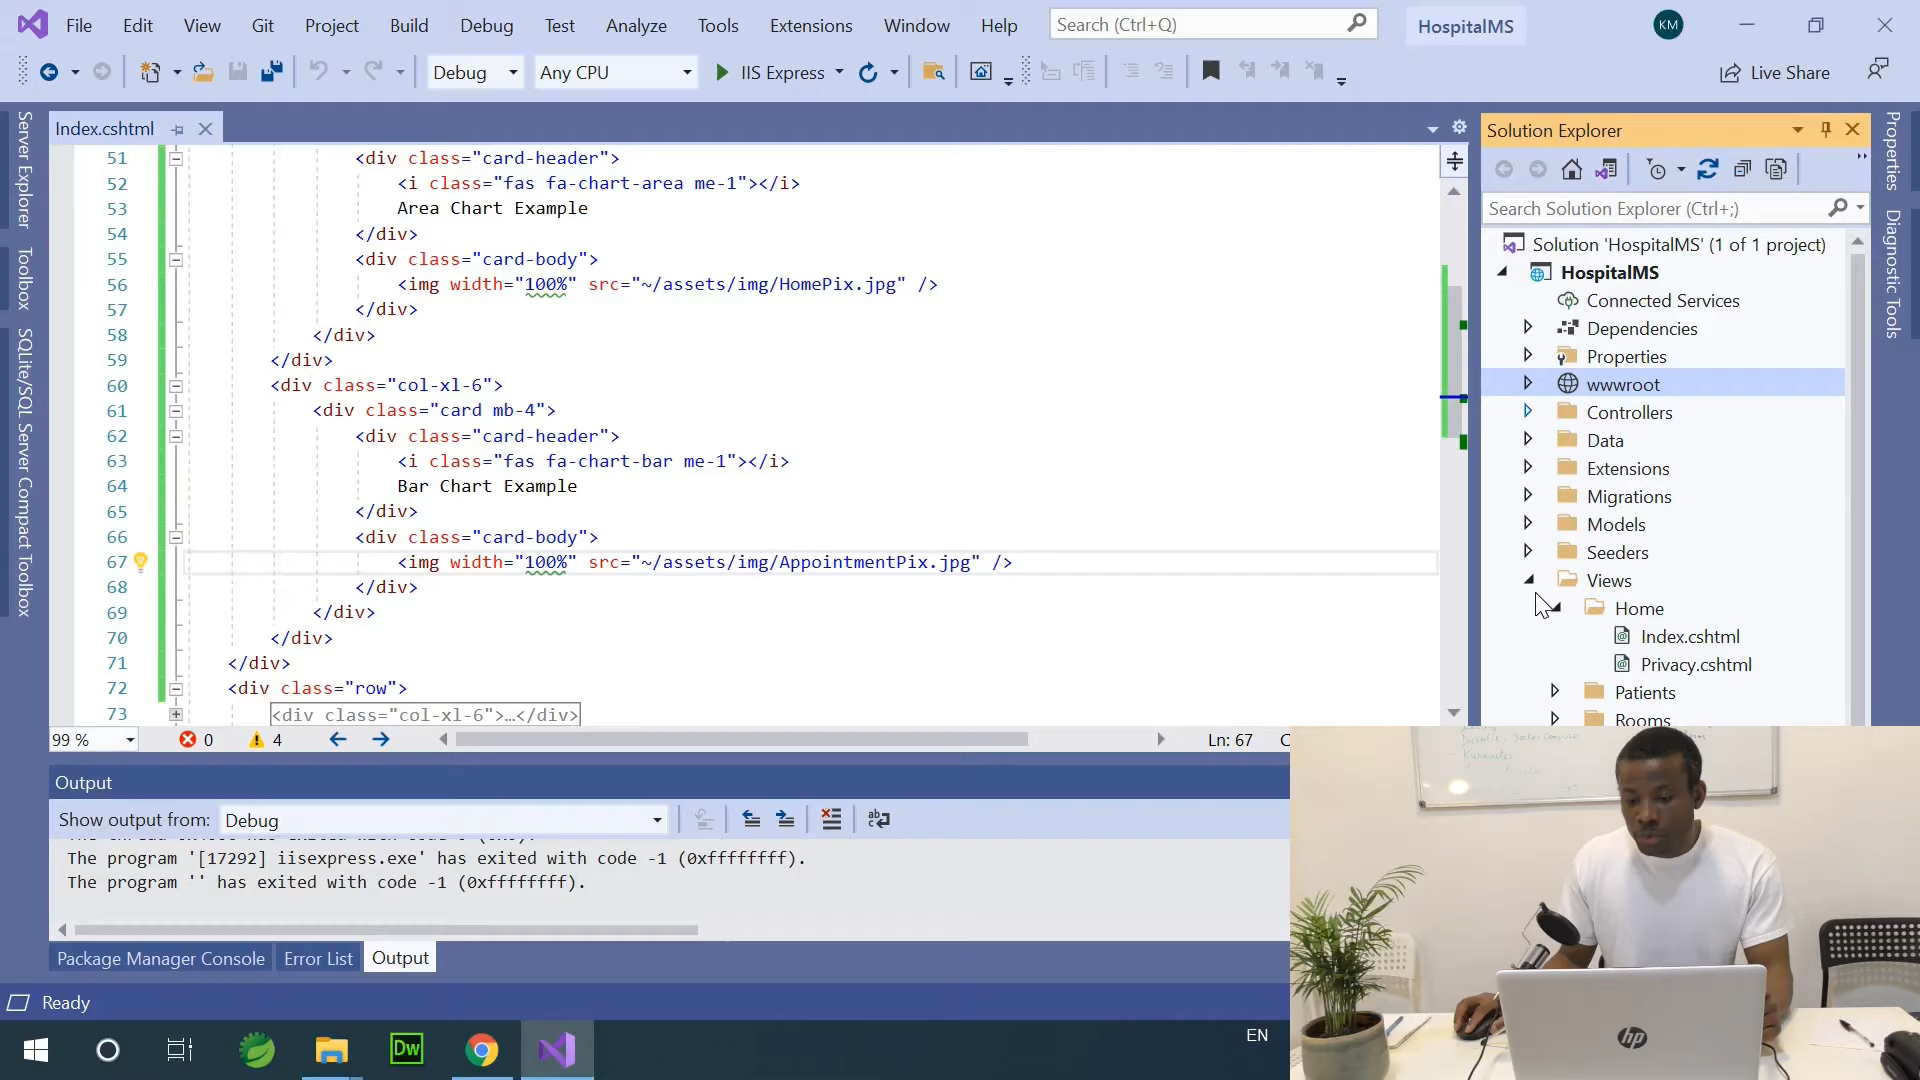 File Edit View Git Project Build Debug Test Analyze Tools Extensions Window Help Search (Ctrl+Q) HospitalMS KM
Debug Any CPU IIS Express Live Share
Server Explorer
Toolbox
SQLite/SQL Server Compact Toolbox
Index.cshtml
51 <div class="card-header">
52 <i class="fas fa-chart-area me-1"></i>
53 Area Chart Example
54 </div>
55 <div class="card-body">
56 <img width="100%" src="~/assets/img/HomePix.jpg" />
57 </div>
58 </div>
59 </div>
60 <div class="col-xl-6">
61 <div class="card mb-4">
62 <div class="card-header">
63 <i class="fas fa-chart-bar me-1"></i>
64 Bar Chart Example
65 </div>
66 <div class="card-body">
67 <img width="100%" src="~/assets/img/AppointmentPix.jpg" />
68 </div>
69 </div>
70 </div>
71 </div>
72 <div class="row">
73 <div class="col-xl-6">…</div>
99 % 0 4 Ln: 67
Output
Show output from: Debug
The program '[17292] iisexpress.exe' has exited with code -1 (0xffffffff).
The program '' has exited with code -1 (0xffffffff).
Package Manager Console Error List Output
Ready
Solution Explorer
Search Solution Explorer (Ctrl+;)
Solution 'HospitalMS' (1 of 1 project)
HospitalMS
Connected Services
Dependencies
Properties
wwwroot
Controllers
Data
Extensions
Migrations
Models
Seeders
Views
Home
Index.cshtml
Privacy.cshtml
Patients
Rooms
Properties
Diagnostic Tools
Dw
EN
hp